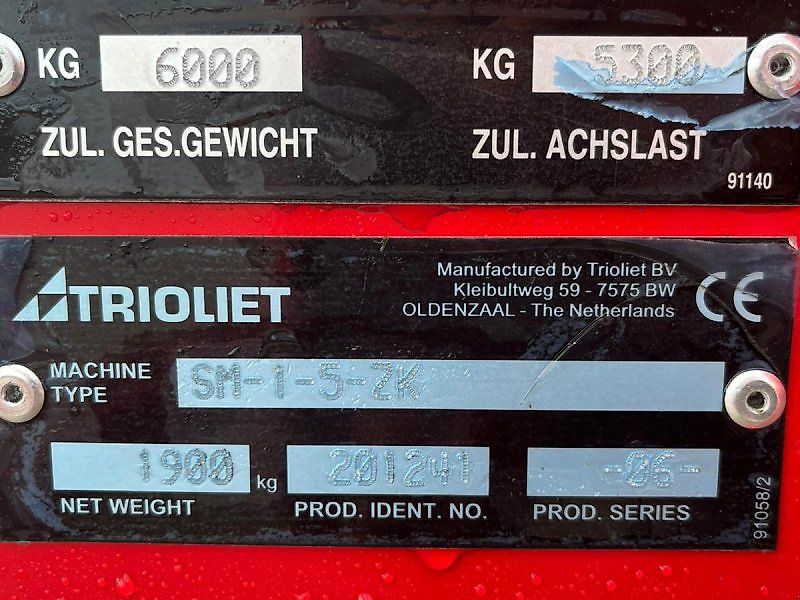 KG 6000 KG 5300
ZUL. GES.GEWICHT ZUL. ACHSLAST
91140
TRIOLIET
Manufactured by Trioliet BV
Kleibultweg 59 - 7575 BW
OLDENZAAL - The Netherlands
CE
MACHINE TYPE SM-1-5-2K
1900 kg 201241 -06-
NET WEIGHT PROD. IDENT. NO. PROD. SERIES
91058/2